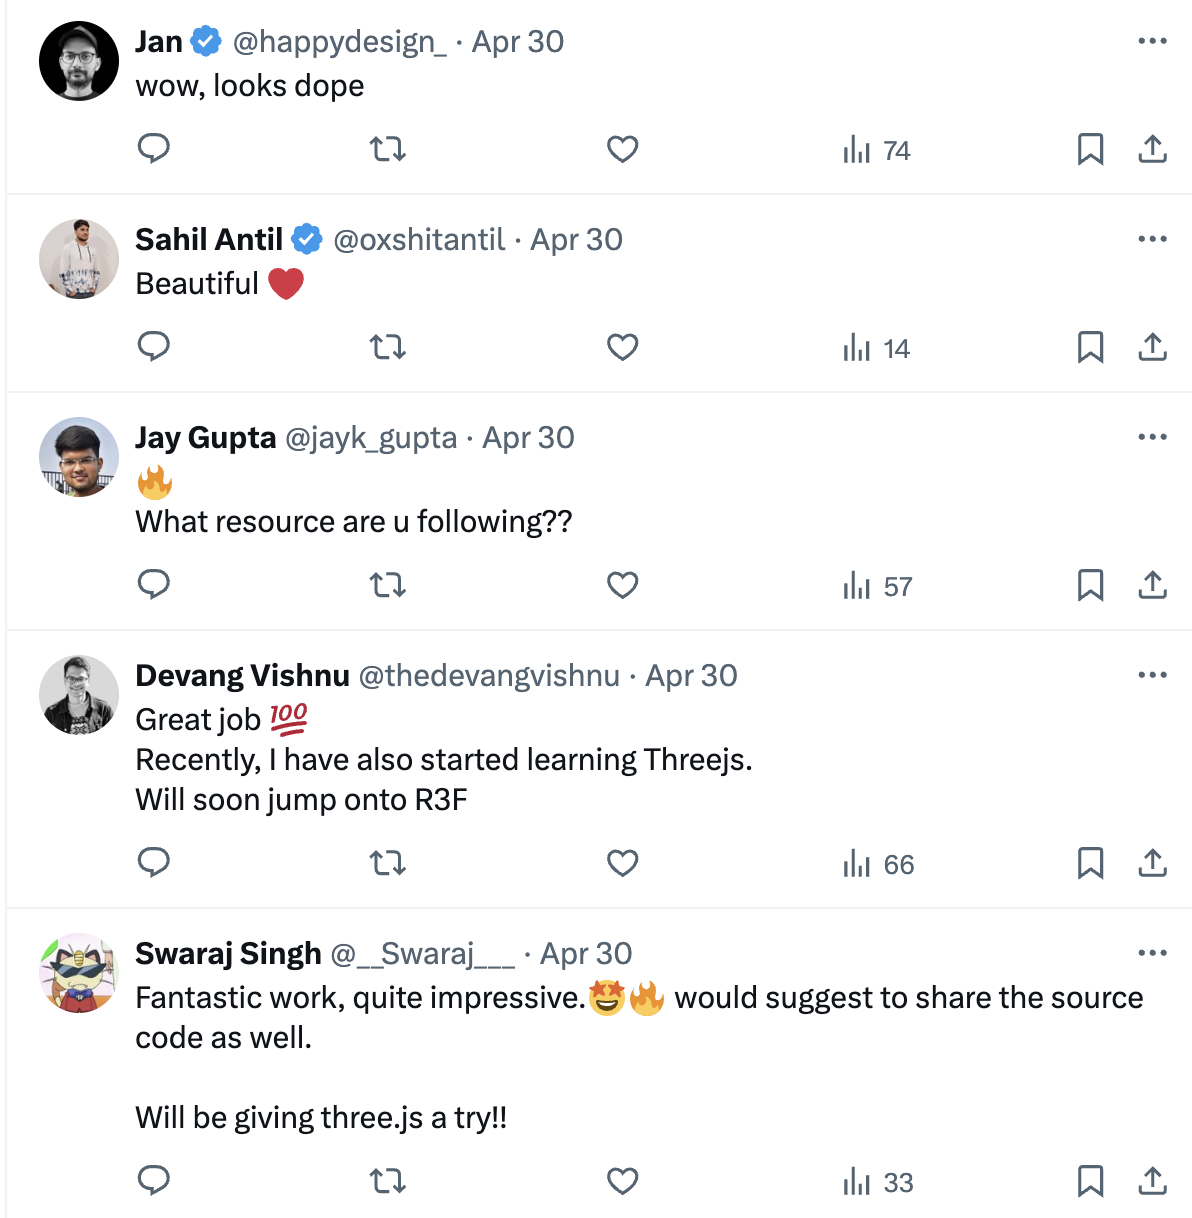 Jan @happydesign_ · Apr 30
wow, looks dope
74
Sahil Antil @oxshitantil · Apr 30
Beautiful ❤️
14
Jay Gupta @jayk_gupta · Apr 30
🔥
What resource are u following??
57
Devang Vishnu @thedevangvishnu · Apr 30
Great job 💯
Recently, I have also started learning Threejs.
Will soon jump onto R3F
66
Swaraj Singh @__Swaraj___ · Apr 30
Fantastic work, quite impressive.🤩🔥 would suggest to share the source
code as well.
Will be giving three.js a try!!
33